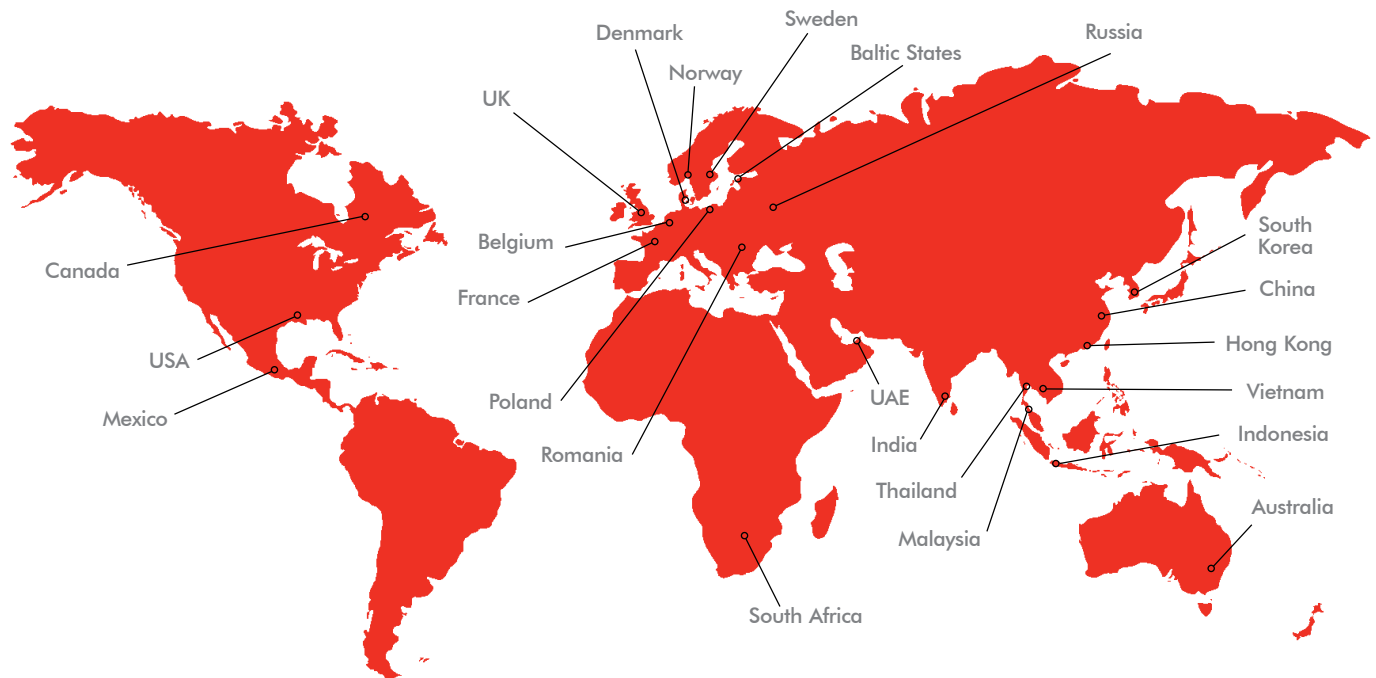 Sweden
Denmark
Russia
Baltic States
Norway
UK
South
Korea
Belgium
Canada
China
France
Hong Kong
USA
Vietnam
UAE
Poland
Mexico
Indonesia
India
Romania
Thailand
Australia
Malaysia
South Africa